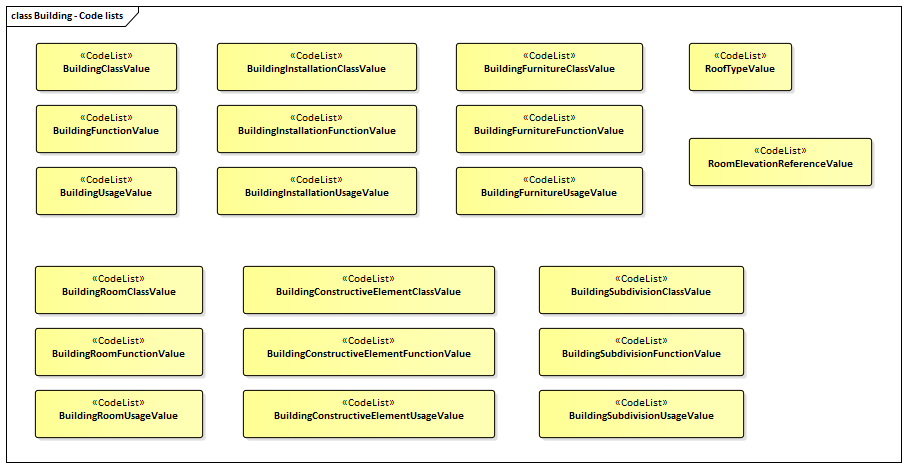 class Building - Code lists
«CodeList»
BuildingClassValue
«CodeList»
BuildingInstallationClassValue
«CodeList»
BuildingFurnitureClassValue
«CodeList»
RoofTypeValue
«CodeList»
BuildingFunctionValue
«CodeList»
BuildingInstallationFunctionValue
«CodeList»
BuildingFurnitureFunctionValue
«CodeList»
RoomElevationReferenceValue
«CodeList»
BuildingUsageValue
«CodeList»
BuildingInstallationUsageValue
«CodeList»
BuildingFurnitureUsageValue
«CodeList»
BuildingRoomClassValue
«CodeList»
BuildingConstructiveElementClassValue
«CodeList»
BuildingSubdivisionClassValue
«CodeList»
BuildingRoomFunctionValue
«CodeList»
BuildingConstructiveElementFunctionValue
«CodeList»
BuildingSubdivisionFunctionValue
«CodeList»
BuildingRoomUsageValue
«CodeList»
BuildingConstructiveElementUsageValue
«CodeList»
BuildingSubdivisionUsageValue